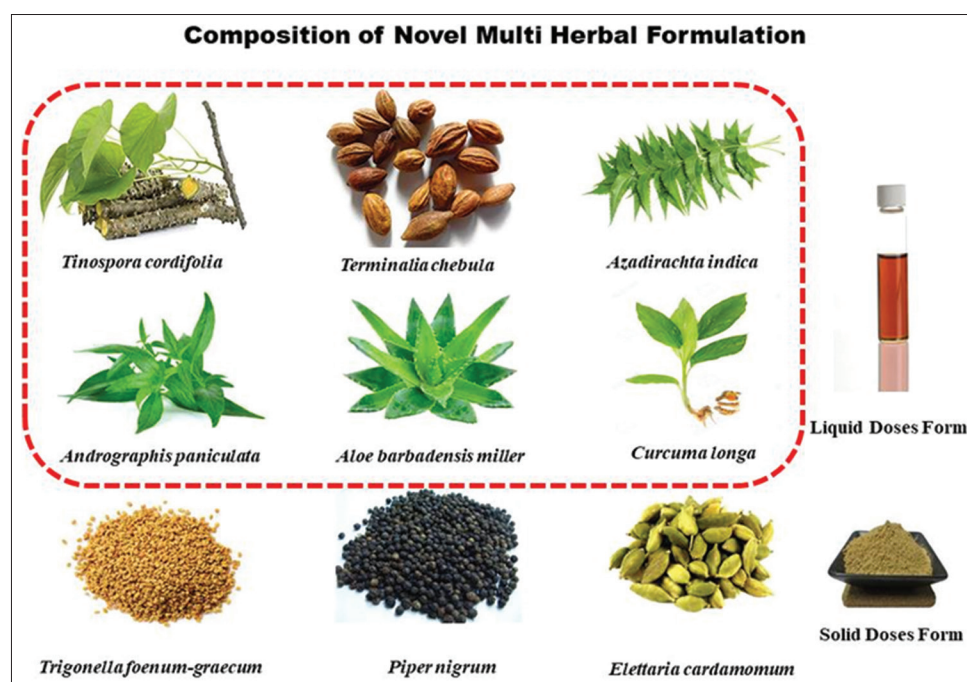 Composition of Novel Multi Herbal Formulation
Tinospora cordifolia
Terminalia chebula
Azadirachta indica
Andrographis paniculata
Aloe barbadensis miller
Curcuma longa
Liquid Doses Form
Trigonella foenum-graecum
Piper nigrum
Elettaria cardamomum
Solid Doses Form